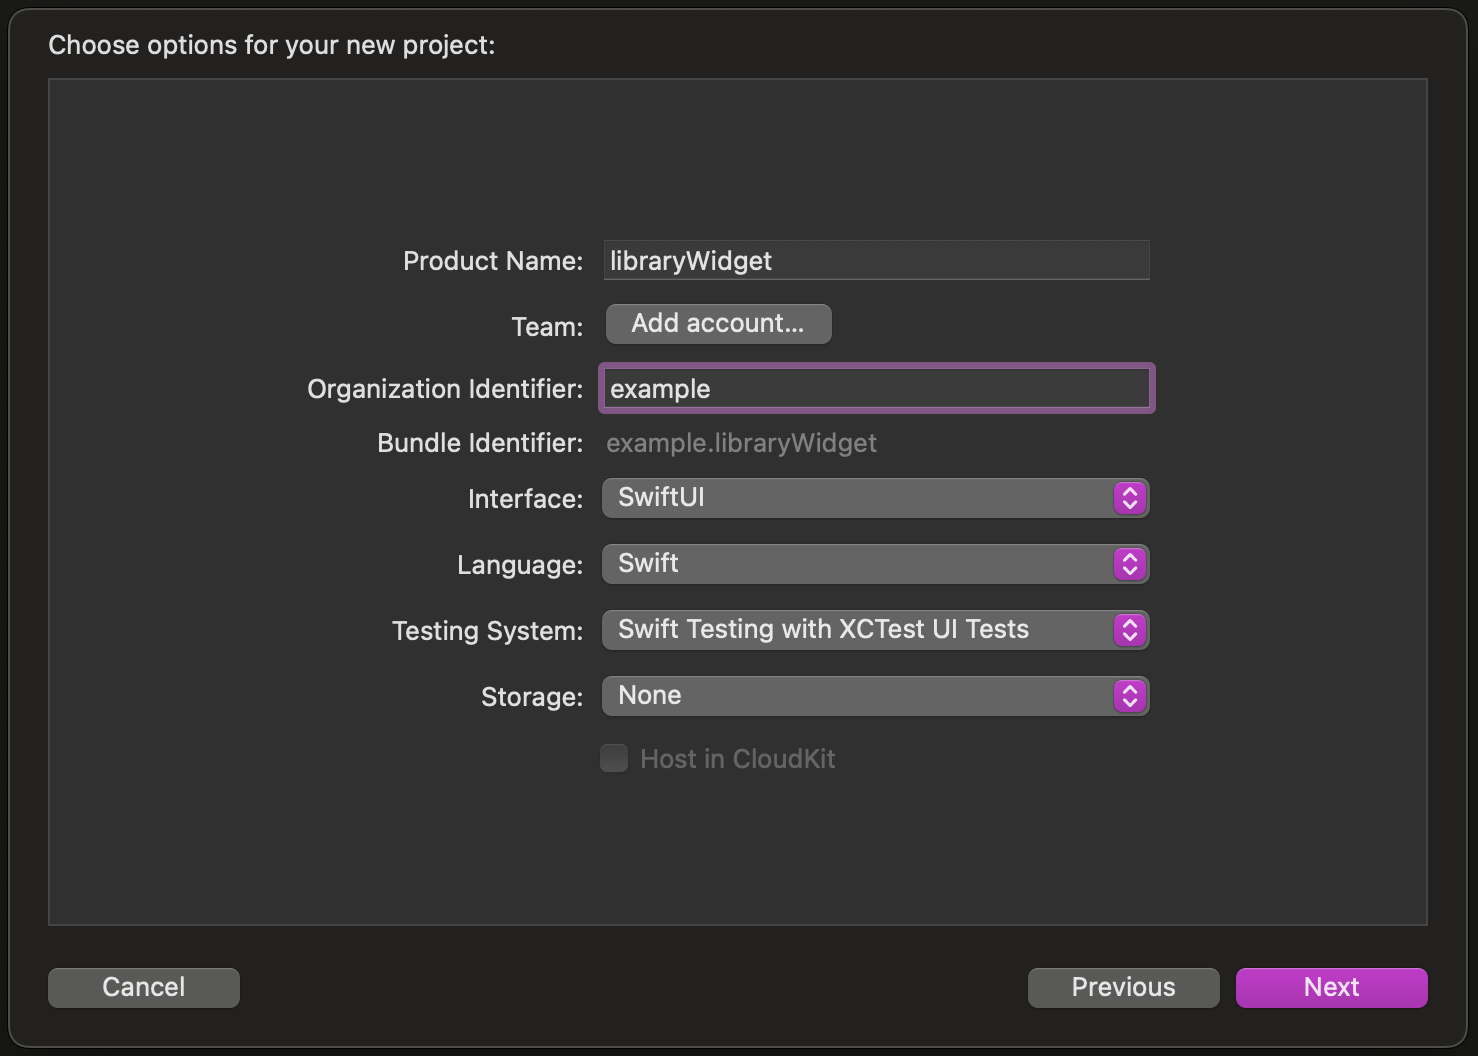 Choose options for your new project:
Product Name: libraryWidget
Team: Add account...
Organization Identifier: example
Bundle Identifier: example.libraryWidget
Interface: SwiftUI
Language: Swift
Testing System: Swift Testing with XCTest UI Tests
Storage: None
Host in CloudKit
Cancel Previous Next